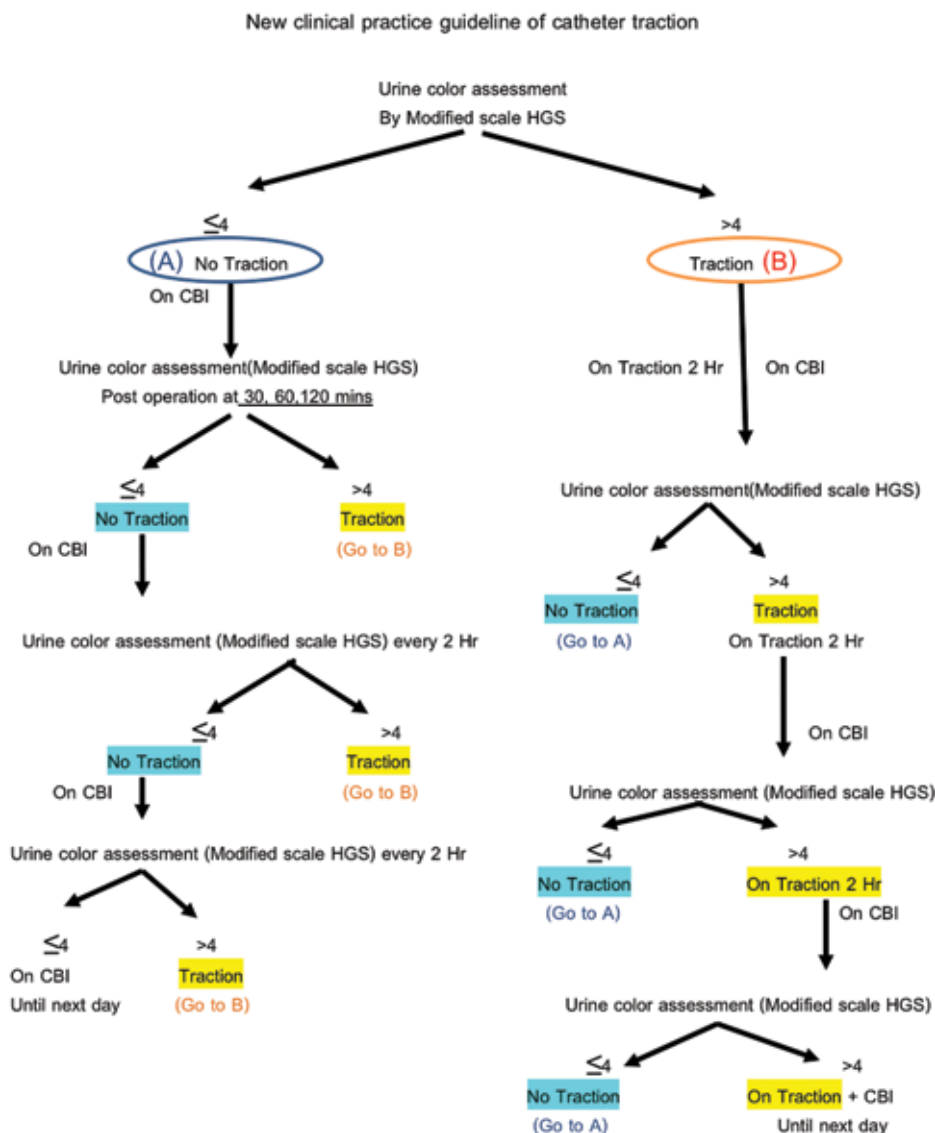 New clinical practice guideline of catheter traction
Urine color assessment
By Modified scale HGS
≤4
(A) No Traction
On CBI
Urine color assessment(Modified scale HGS)
Post operation at 30, 60,120 mins
≤4
No Traction
On CBI
>4
Traction
(Go to B)
Urine color assessment (Modified scale HGS) every 2 Hr
≤4
No Traction
On CBI
>4
Traction
(Go to B)
Urine color assessment (Modified scale HGS) every 2 Hr
≤4
On CBI
Until next day
>4
Traction
(Go to B)
>4
Traction (B)
On Traction 2 Hr
On CBI
Urine color assessment(Modified scale HGS)
≤4
No Traction
(Go to A)
>4
Traction
On Traction 2 Hr
On CBI
Urine color assessment (Modified scale HGS)
≤4
No Traction
(Go to A)
>4
On Traction 2 Hr
On CBI
Urine color assessment (Modified scale HGS)
≤4
No Traction
(Go to A)
>4
On Traction + CBI
Until next day